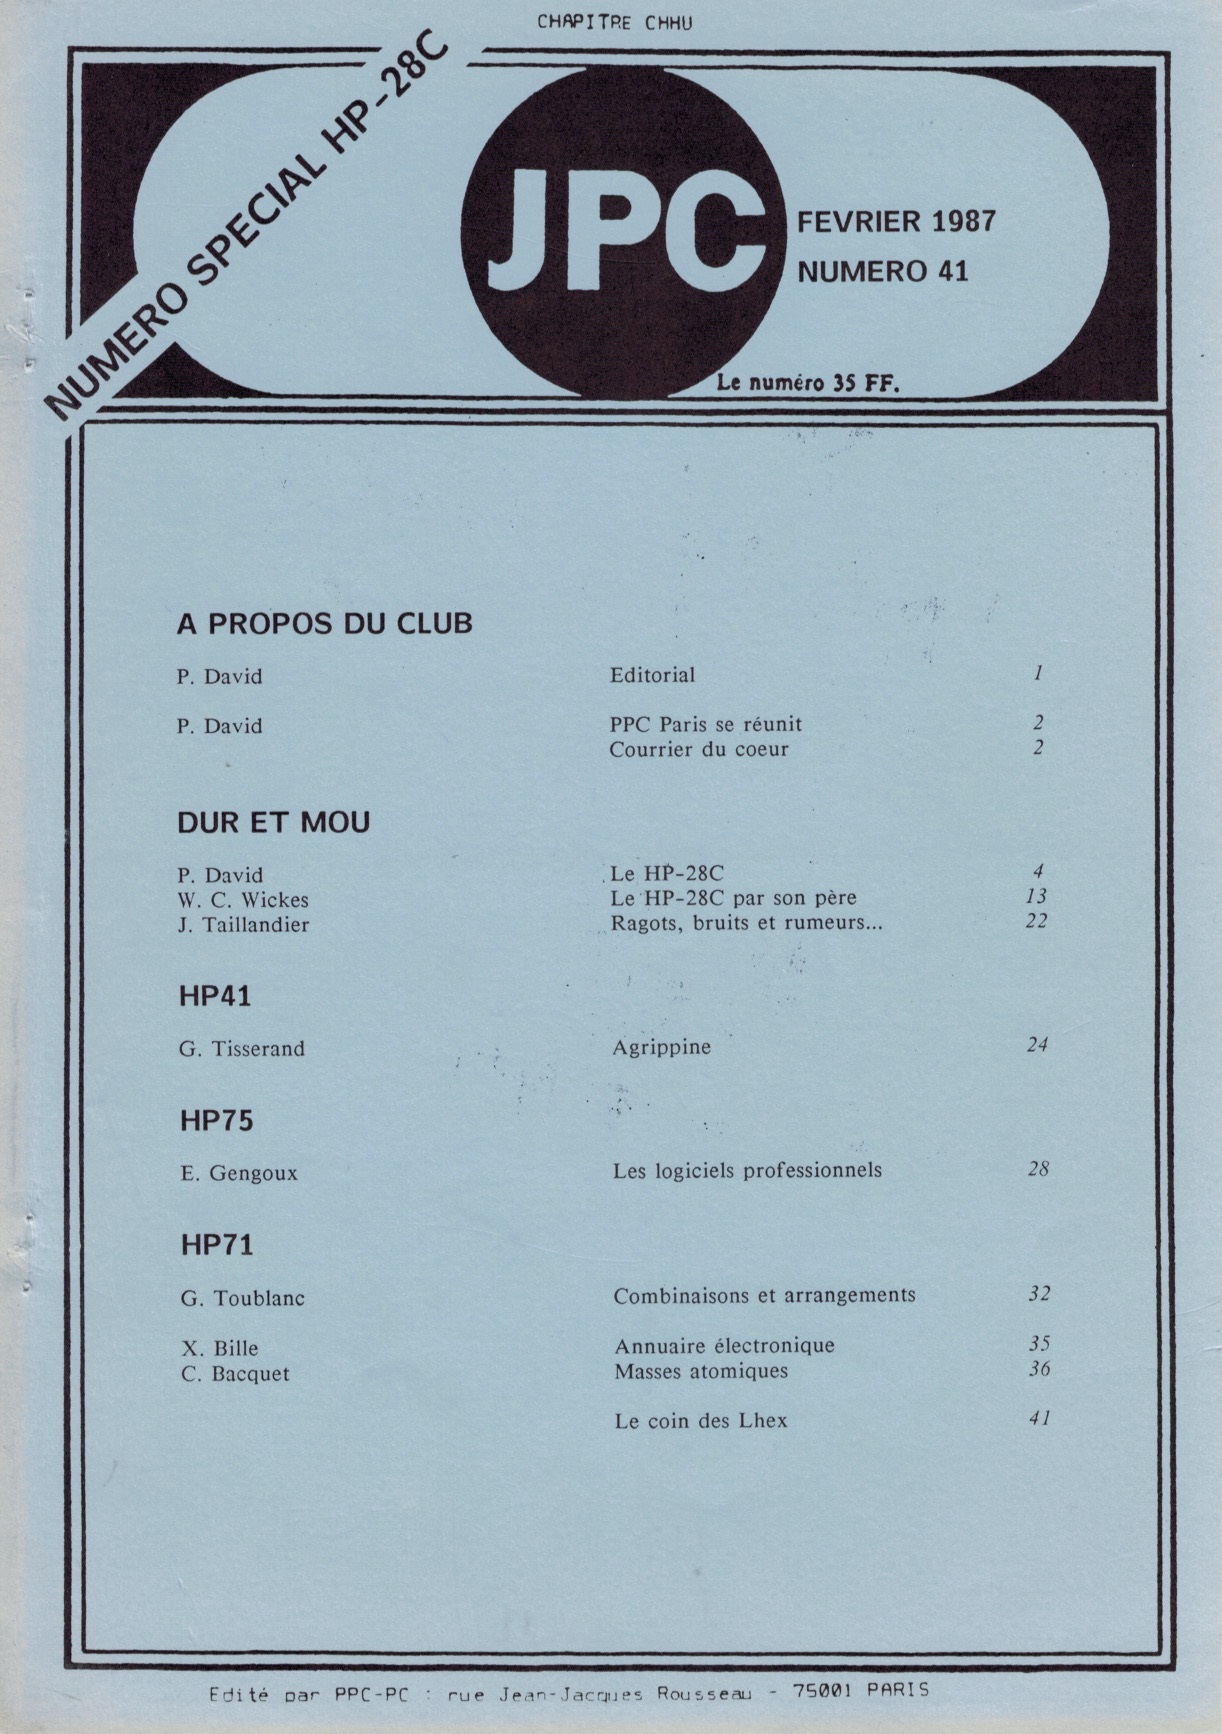 CHAPITRE CHHU
NUMERO SPECIAL HP-28C
JPC
FEVRIER 1987
NUMERO 41
Le numéro 35 FF.
A PROPOS DU CLUB
P. David Editorial 1
P. David PPC Paris se réunit 2
Courrier du coeur 2
DUR ET MOU
P. David Le HP-28C 4
W. C. Wickes Le HP-28C par son père 13
J. Taillandier Ragots, bruits et rumeurs... 22
HP41
G. Tisserand Agrippine 24
HP75
E. Gengoux Les logiciels professionnels 28
HP71
G. Toublanc Combinaisons et arrangements 32
X. Bille Annuaire électronique 35
C. Bacquet Masses atomiques 36
Le coin des Lhex 41
Edité par PPC-PC : rue Jean-Jacques Rousseau - 75001 PARIS